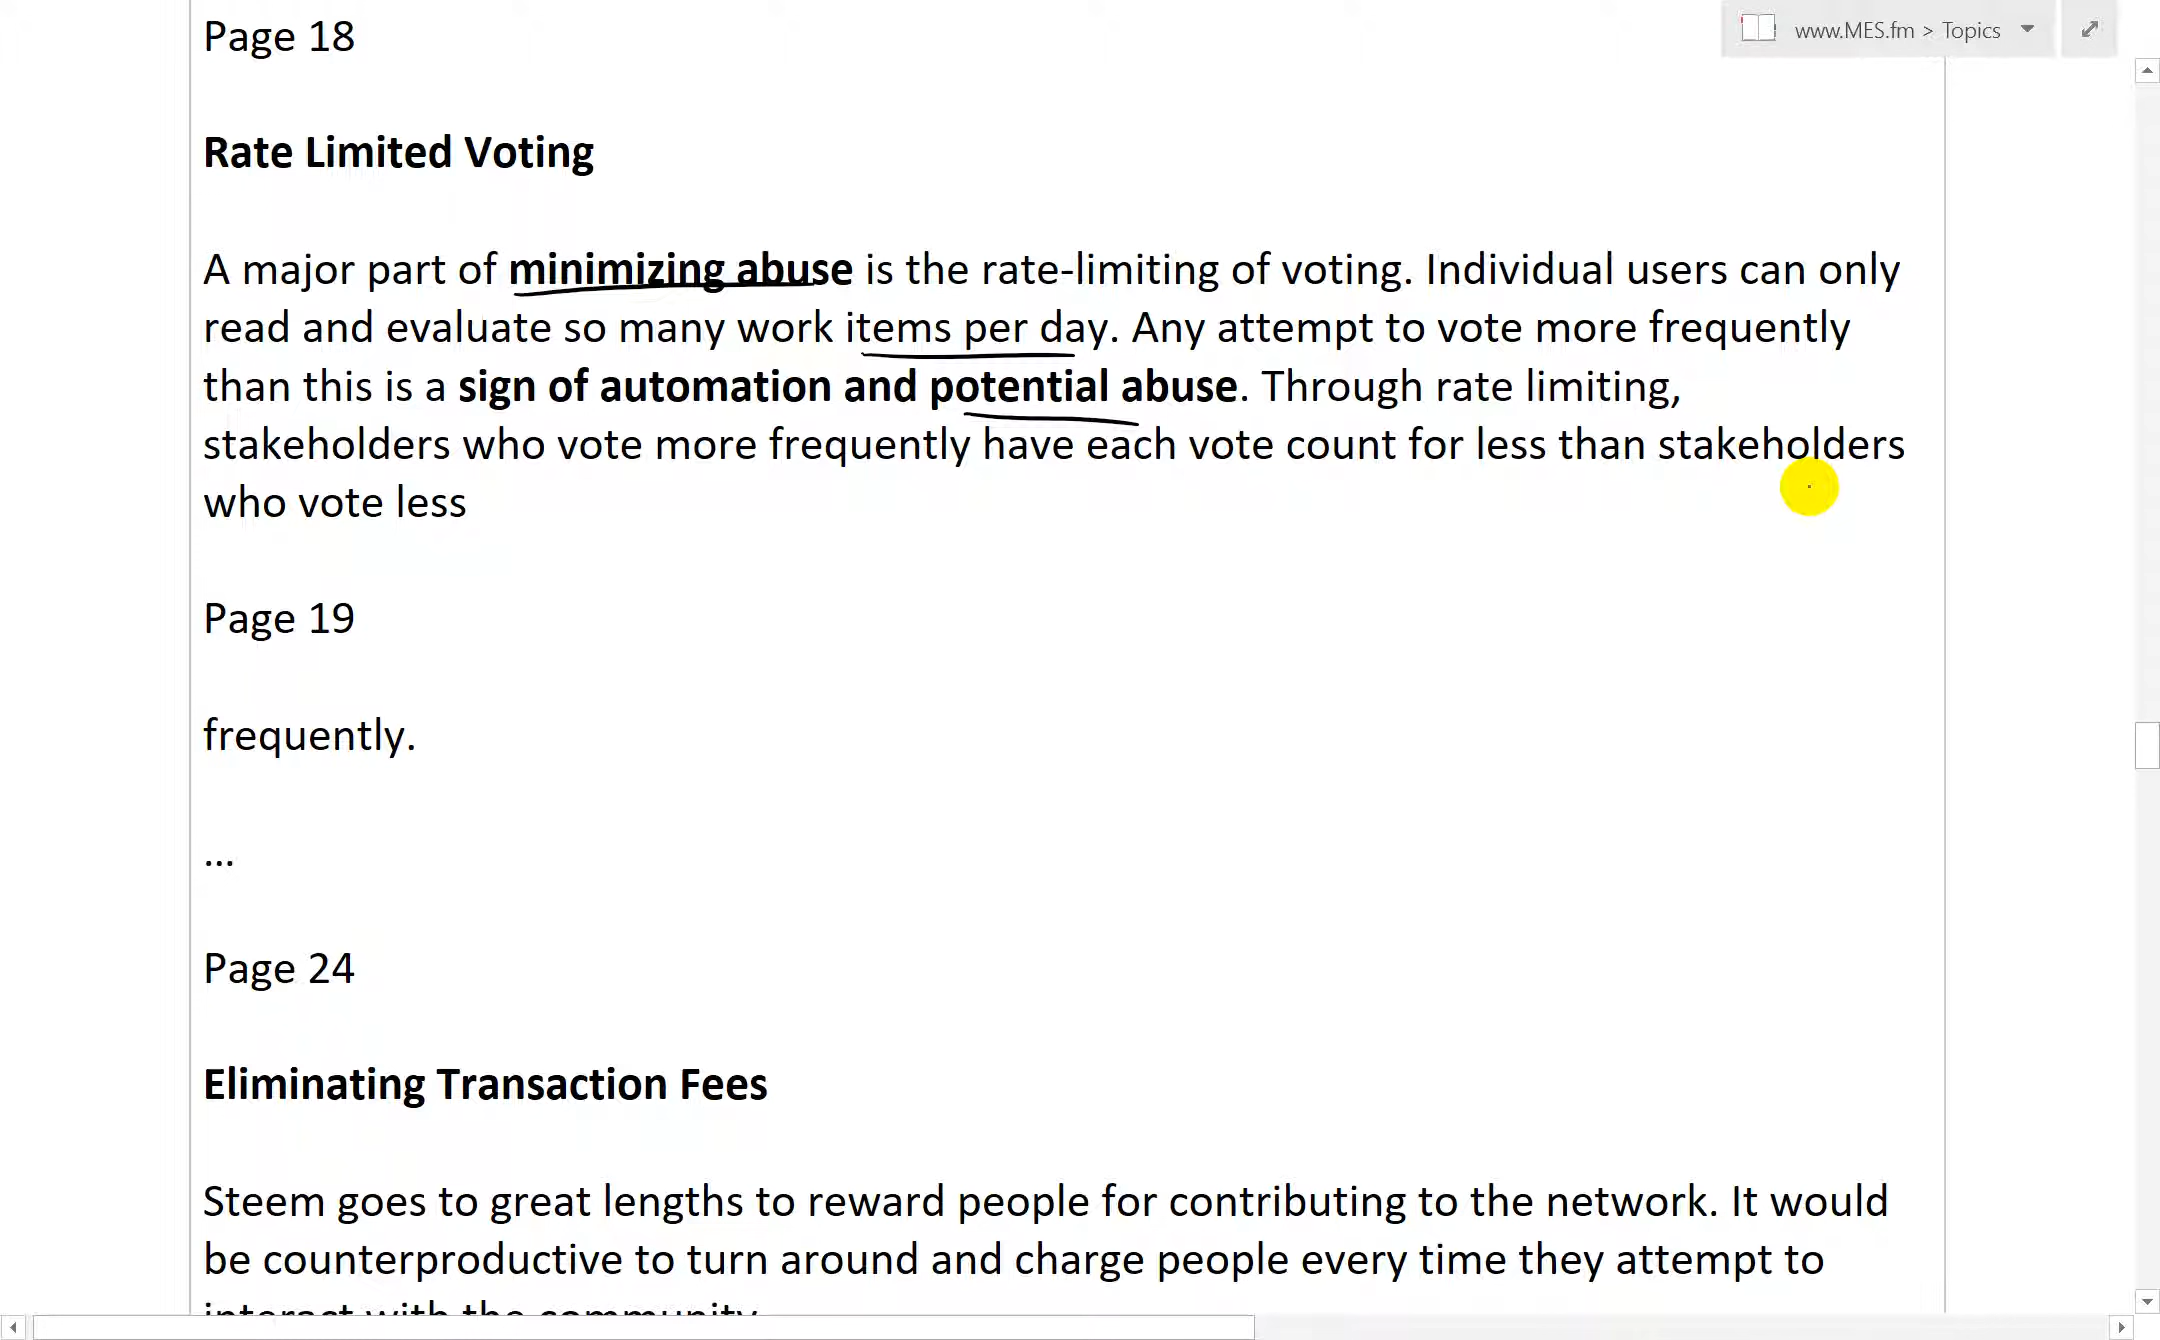 Page 18
www.MES.fm > Topics
Rate Limited Voting
A major part of minimizing abuse is the rate-limiting of voting. Individual users can only
read and evaluate so many work items per day. Any attempt to vote more frequently
than this is a sign of automation and potential abuse. Through rate limiting,
stakeholders who vote more frequently have each vote count for less than stakeholders
who vote less
Page 19
frequently.
...
Page 24
Eliminating Transaction Fees
Steem goes to great lengths to reward people for contributing to the network. It would
be counterproductive to turn around and charge people every time they attempt to
interact with the community